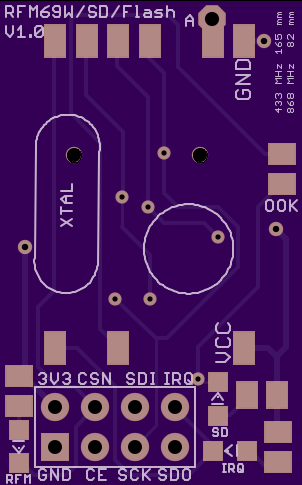 RFM69W/SD/Flash
V1.0
A
GND
433 MHz 165 mm
868 MHz 82 mm
XTAL
OOK
VCC
3V3 CSN SDI IRQ
SD
GND CE SCK SDO
IRQ
RFM